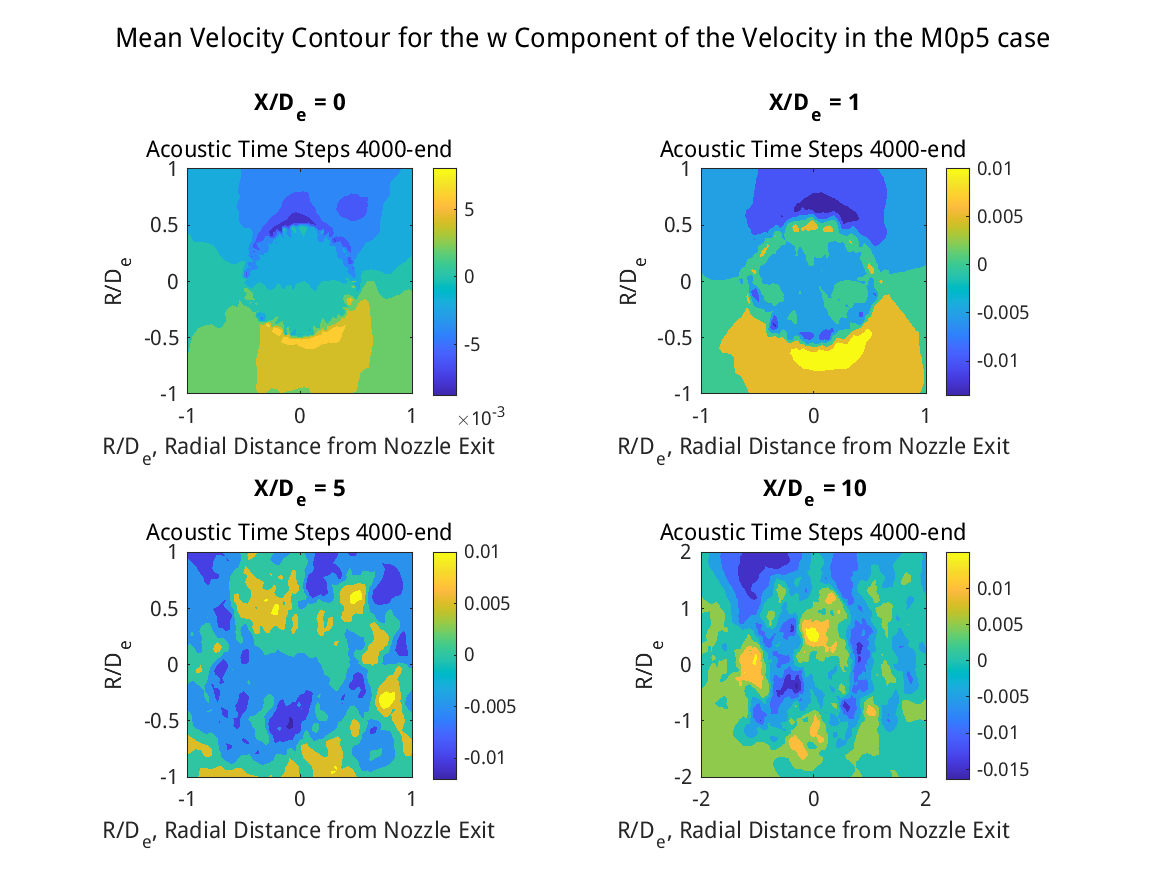 Mean Velocity Contour for the w Component of the Velocity in the M0p5 case
X/De = 0
Acoustic Time Steps 4000-end
1
0.5
0
-0.5
-1
R/De
-1 0 1
R/De, Radial Distance from Nozzle Exit
5
0
-5
×10-3
X/De = 1
Acoustic Time Steps 4000-end
1
0.5
0
-0.5
-1
R/De
-1 0 1
R/De, Radial Distance from Nozzle Exit
0.01
0.005
0
-0.005
-0.01
X/De = 5
Acoustic Time Steps 4000-end
1
0.5
0
-0.5
-1
R/De
-1 0 1
R/De, Radial Distance from Nozzle Exit
0.01
0.005
0
-0.005
-0.01
X/De = 10
Acoustic Time Steps 4000-end
2
1
0
-1
-2
R/De
-2 0 2
R/De, Radial Distance from Nozzle Exit
0.01
0.005
0
-0.005
-0.01
-0.015